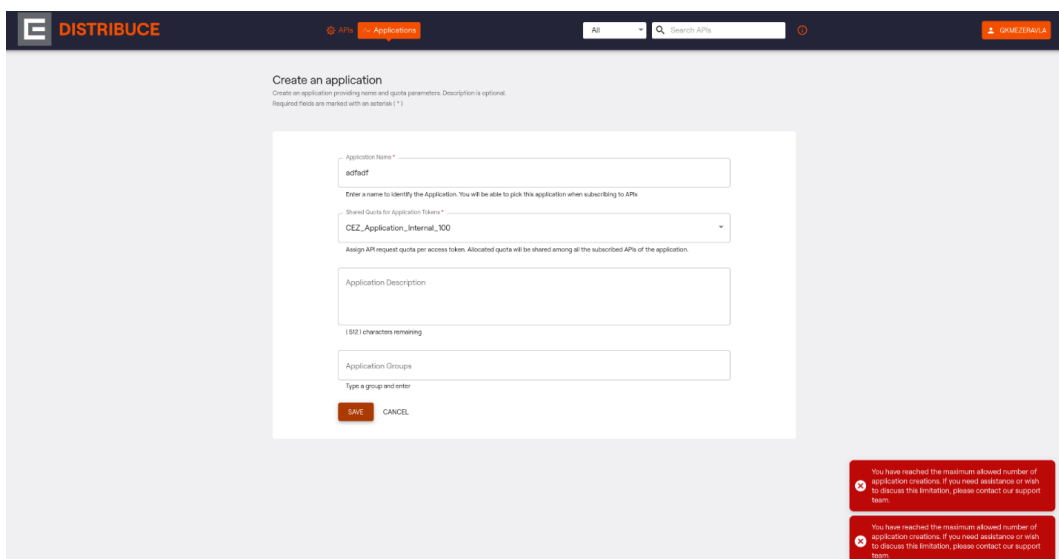 DISTRIBUCE
APIs
Applications
All
Search APIs
GKMEZERAVLA
Create an application
Create an application providing name and quota parameters. Description is optional.
Required fields are marked with an asterisk ( * )
Application Name *
adfadf
Enter a name to identify the Application. You will be able to pick this application when subscribing to APIs
Shared Quota for Application Tokens *
CEZ_Application_Internal_100
Assign API request quota per access token. Allocated quota will be shared among all the subscribed APIs of the application.
Application Description
( 512 ) characters remaining
Application Groups
Type a group and enter
SAVE
CANCEL
You have reached the maximum allowed number of
application creations. If you need assistance or wish
to discuss this limitation, please contact our support
team.
You have reached the maximum allowed number of
application creations. If you need assistance or wish
to discuss this limitation, please contact our support
team.